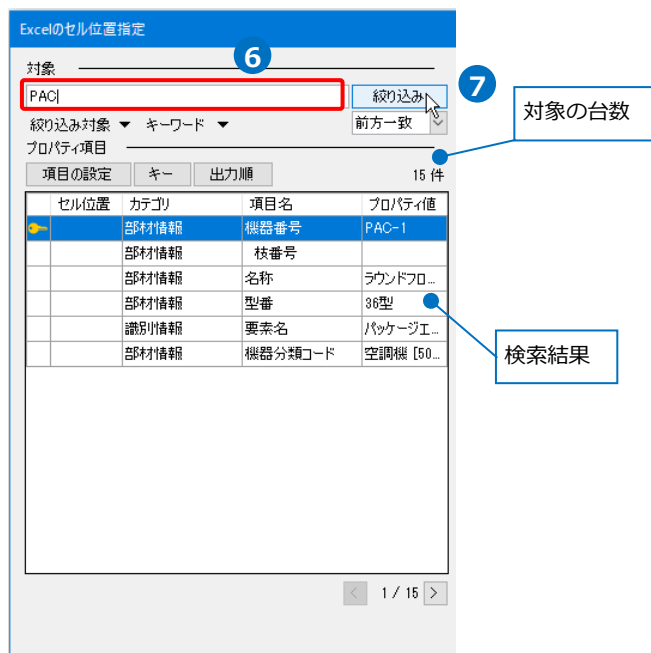 Excelのセル位置指定
6
対象
PAC
絞り込み
7
対象の台数
絞り込み対象 ▼ キーワード ▼
前方一致
プロパティ項目
項目の設定 キー 出力順 15 件
セル位置 カテゴリ 項目名 プロパティ値
部材情報 機器番号 PAC-1
部材情報 枝番号
部材情報 名称 ラウンドフロ…
部材情報 型番 36型
識別情報 要素名 パッケージエ…
部材情報 機器分類コード 空調機 [50…
検索結果
< 1 / 15 >